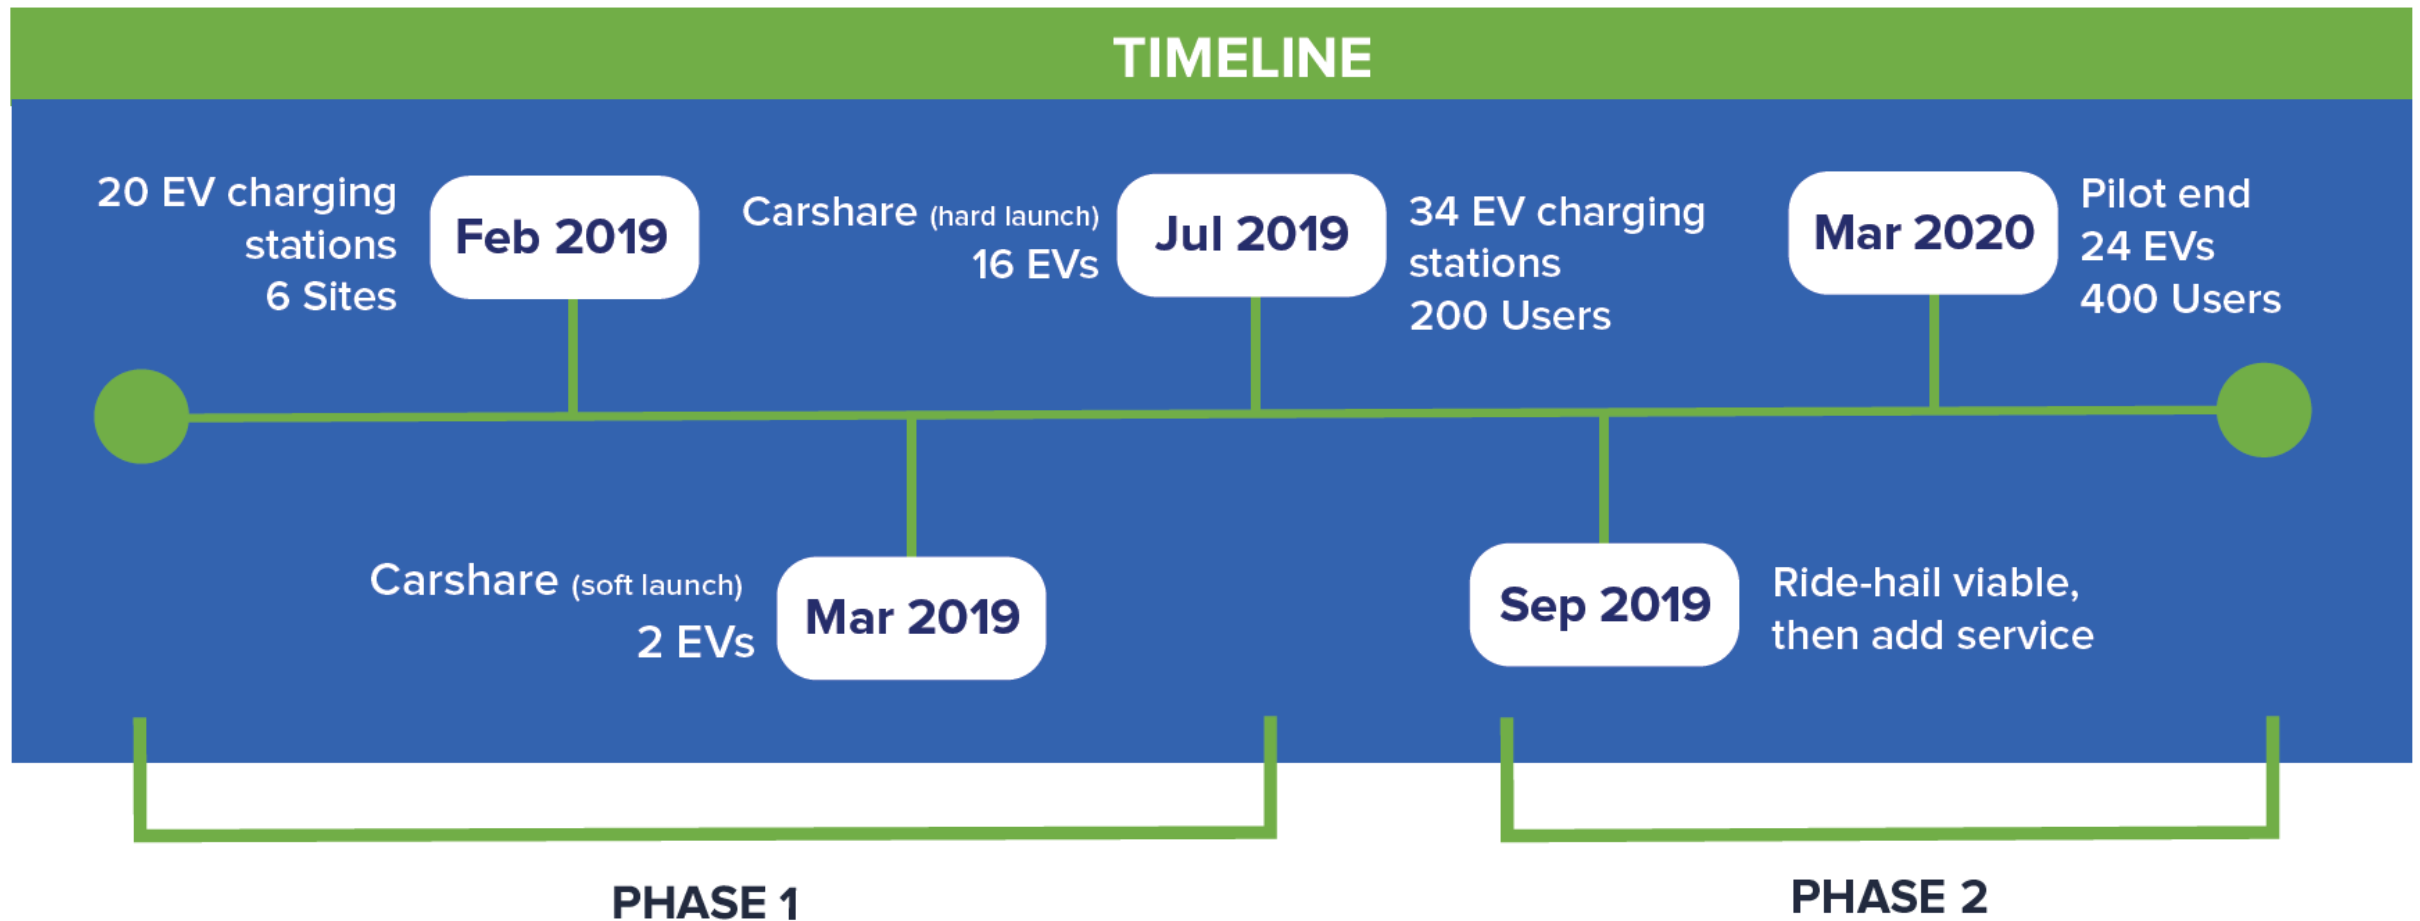 TIMELINE
20 EV charging
stations
6 Sites
Feb 2019
Carshare (hard launch)
16 EVs
Jul 2019
34 EV charging
stations
200 Users
Mar 2020
Pilot end
24 EVs
400 Users
Carshare (soft launch)
2 EVs
Mar 2019
Sep 2019
Ride-hail viable,
then add service
PHASE 1
PHASE 2